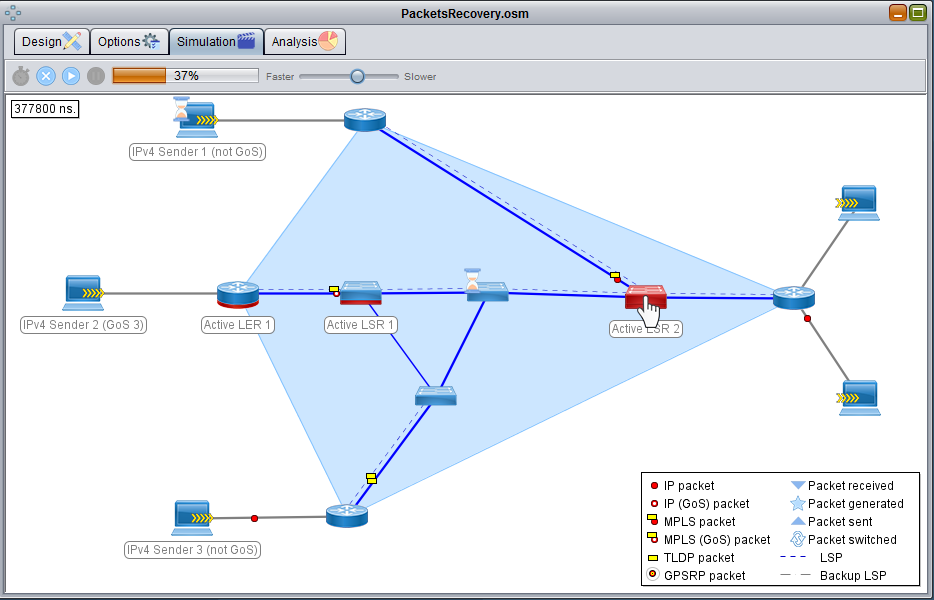 PacketsRecovery.osm
Design Options Simulation Analysis
37% Faster Slower
377800 ns.
IPv4 Sender 1 (not GoS)
IPv4 Sender 2 (GoS 3)
Active LER 1
Active LSR 1
Active LSR 2
IPv4 Sender 3 (not GoS)
IP packet
IP (GoS) packet
MPLS packet
MPLS (GoS) packet
TLDP packet
GPSRP packet
Packet received
Packet generated
Packet sent
Packet switched
LSP
Backup LSP